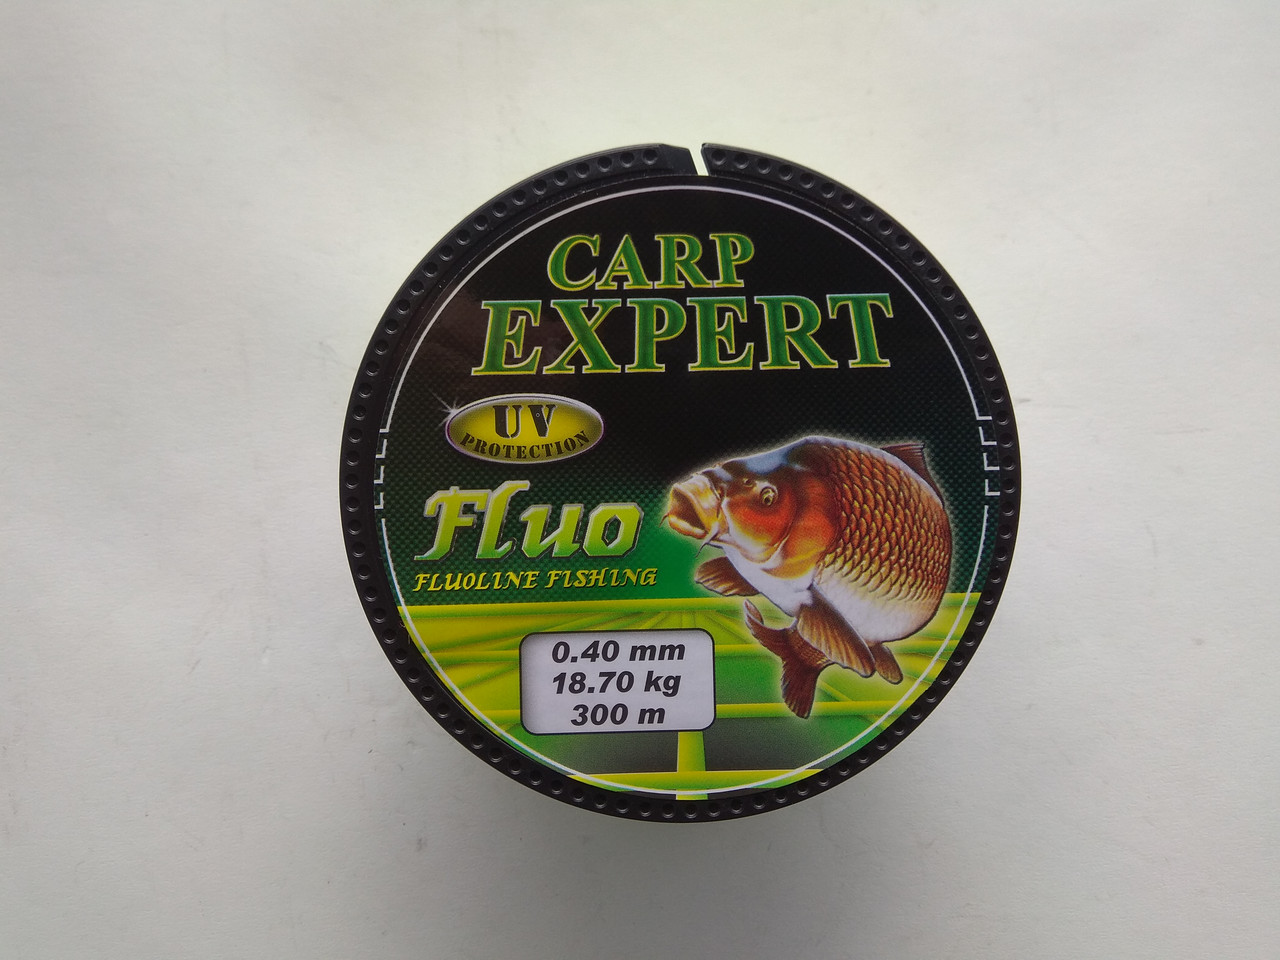 CARP
EXPERT
UV
PROTECTION
Fluo
FLUOLINE FISHING
0.40 mm
18.70 kg
300 m